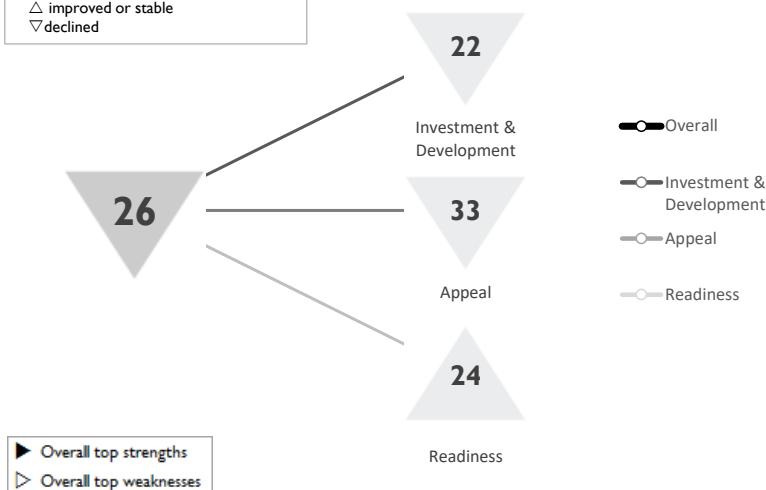 △ improved or stable
▽ declined
22
Investment &
Development
26
33
Appeal
24
Readiness
Overall
Investment &
Development
Appeal
Readiness
▶ Overall top strengths
▷ Overall top weaknesses